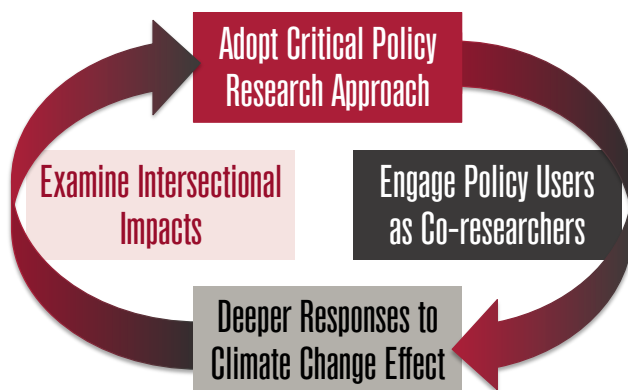 Adopt Critical Policy
Research Approach
Examine Intersectional
Impacts
Engage Policy Users
as Co-researchers
Deeper Responses to
Climate Change Effect